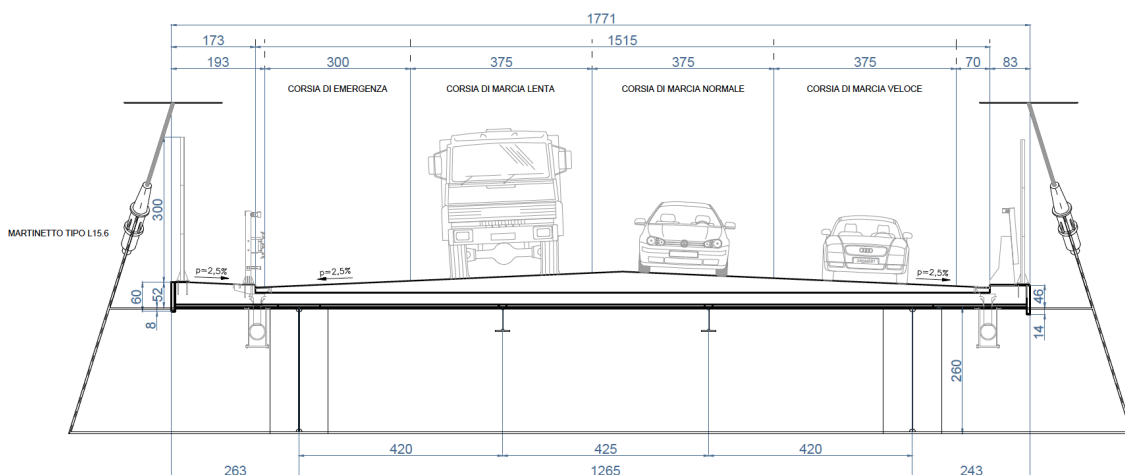 1771
173
1515
193
300
375
375
375
70
83
CORSIA DI EMERGENZA
CORSIA DI MARCIA LENTA
CORSIA DI MARCIA NORMALE
CORSIA DI MARCIA VELOCE
MARTINETTO TIPO L15.6
300
p=2,5%
p=2,5%
p=2,5%
60
52
8
46
14
260
420
425
420
263
1265
243